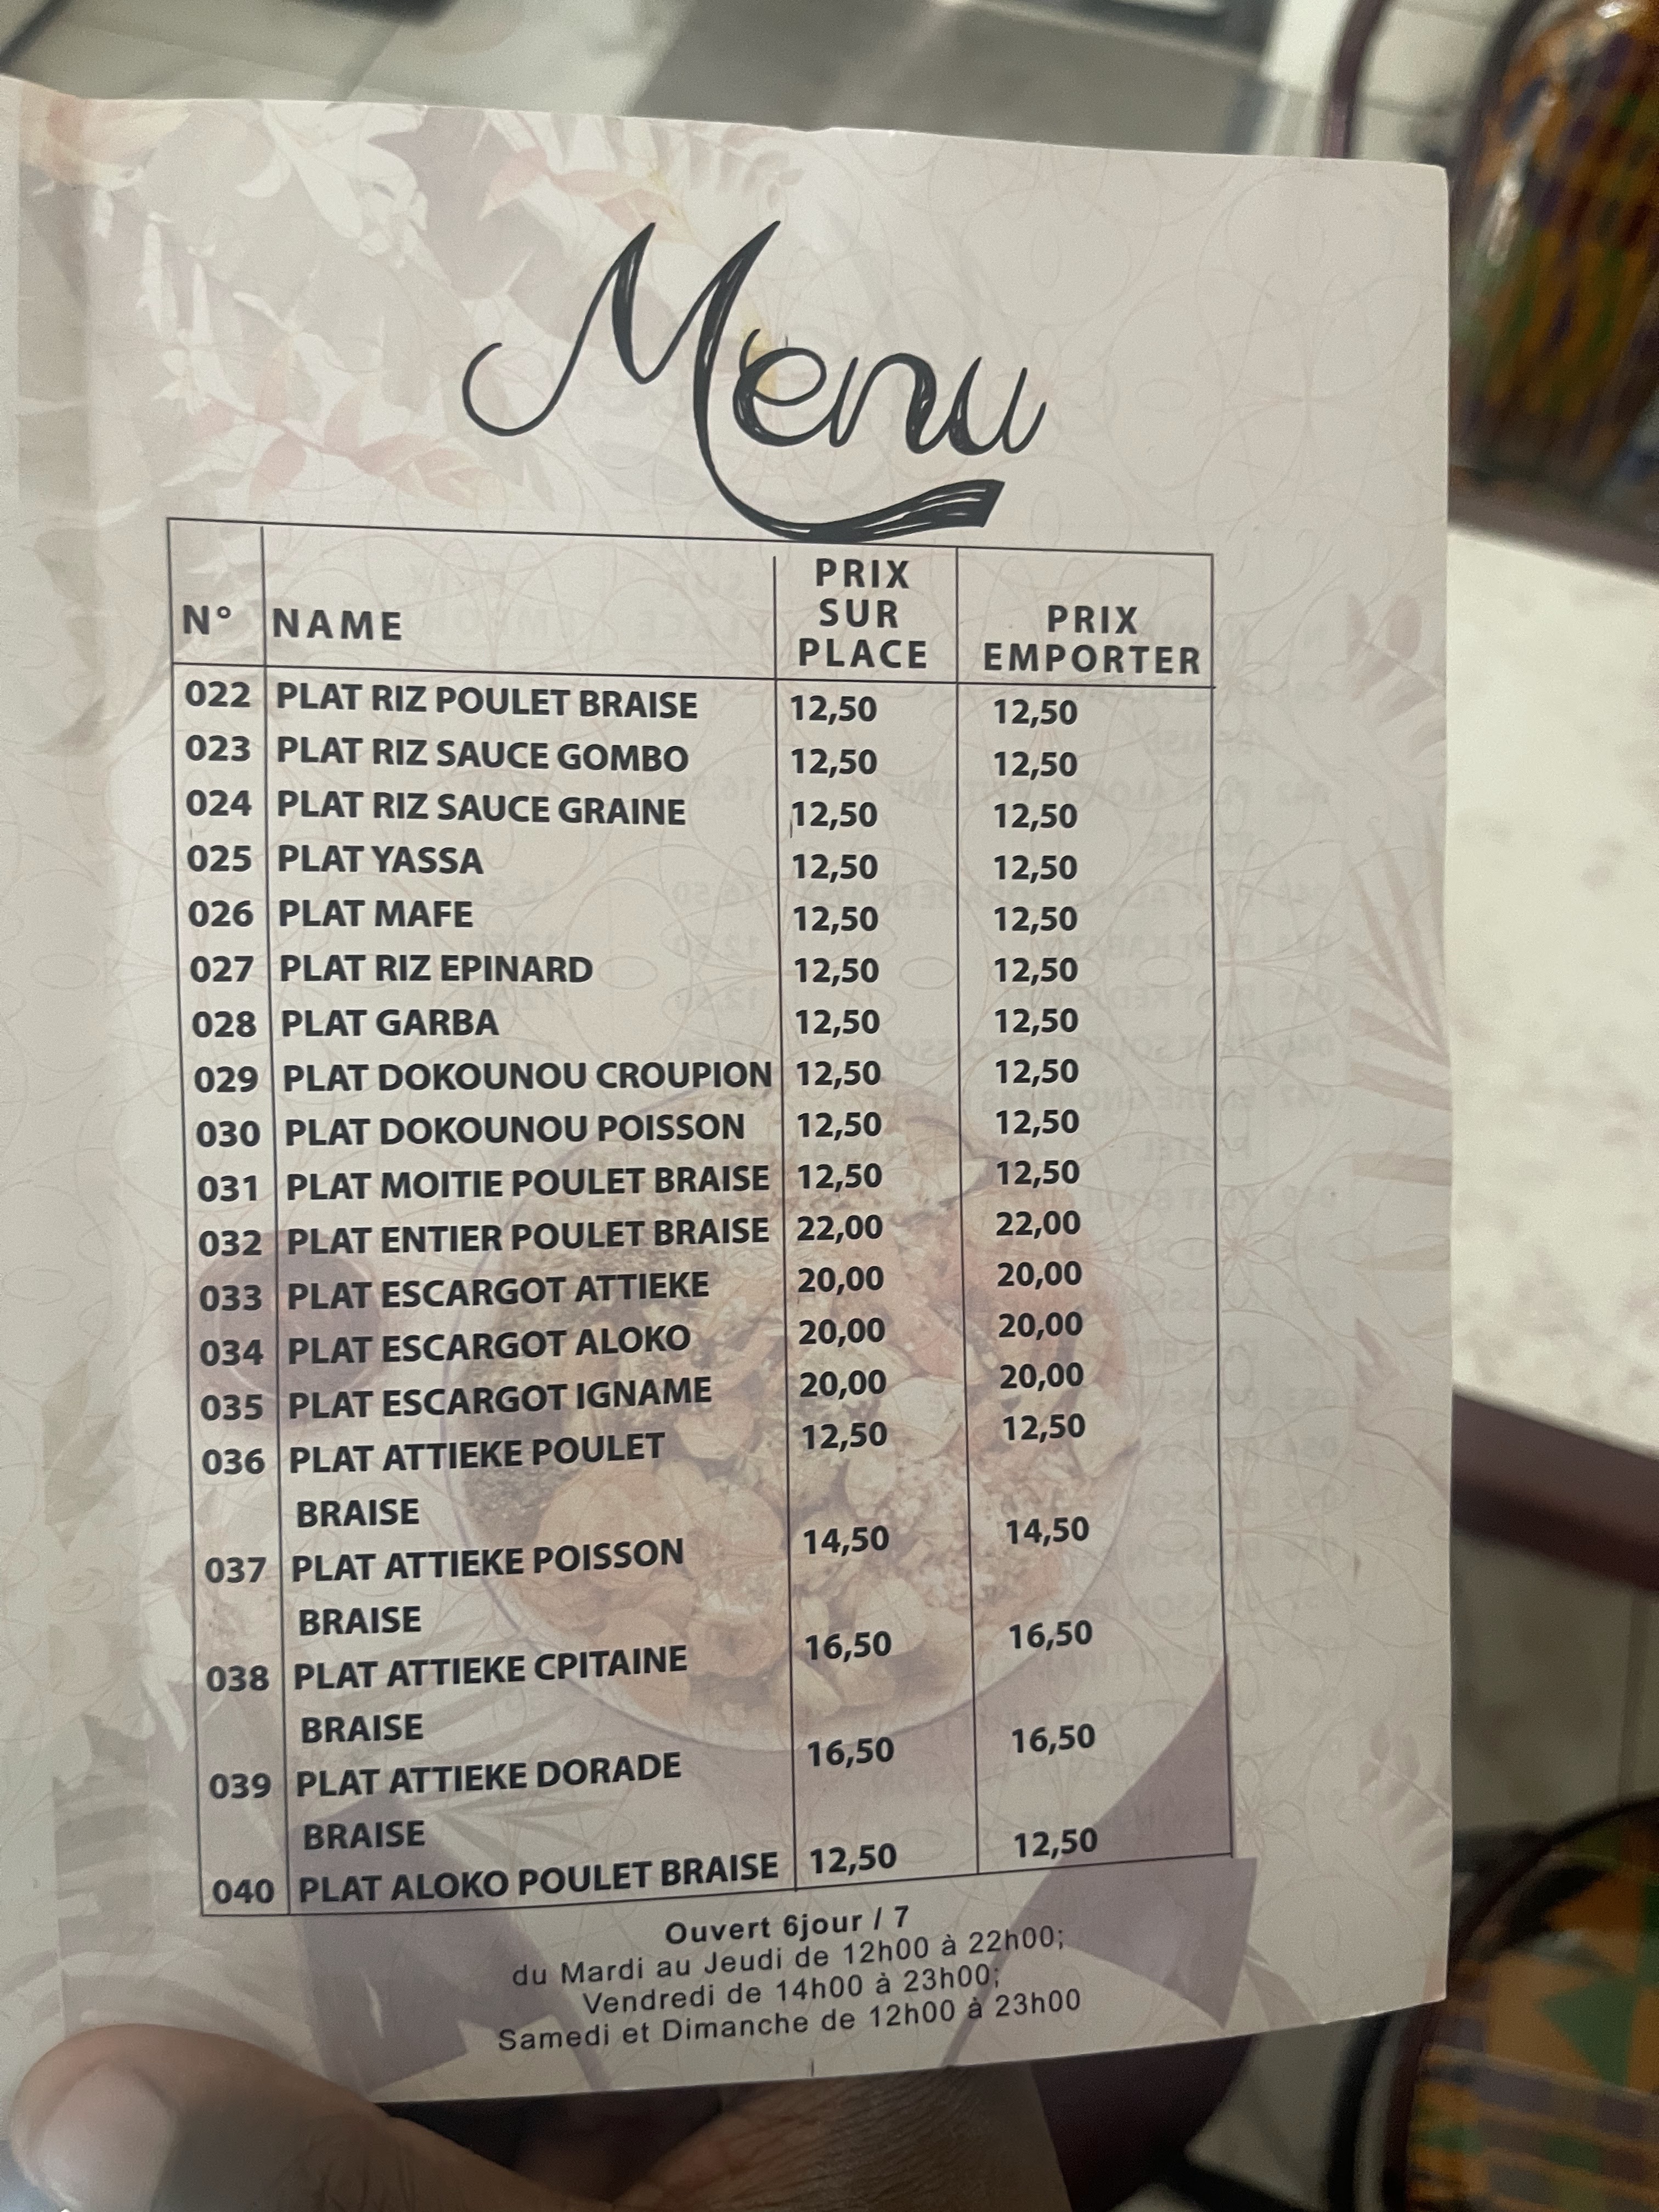 Menu
N° NAME PRIX SUR PLACE PRIX EMPORTER
022 PLAT RIZ POULET BRAISE 12,50 12,50
023 PLAT RIZ SAUCE GOMBO 12,50 12,50
024 PLAT RIZ SAUCE GRAINE 12,50 12,50
025 PLAT YASSA 12,50 12,50
026 PLAT MAFE 12,50 12,50
027 PLAT RIZ EPINARD 12,50 12,50
028 PLAT GARBA 12,50 12,50
029 PLAT DOKOUNOU CROUPION 12,50 12,50
030 PLAT DOKOUNOU POISSON 12,50 12,50
031 PLAT MOITIE POULET BRAISE 12,50 12,50
032 PLAT ENTIER POULET BRAISE 22,00 22,00
033 PLAT ESCARGOT ATTIEKE 20,00 20,00
034 PLAT ESCARGOT ALOKO 20,00 20,00
035 PLAT ESCARGOT IGNAME 20,00 20,00
036 PLAT ATTIEKE POULET 12,50 12,50
BRAISE
037 PLAT ATTIEKE POISSON 14,50 14,50
BRAISE
038 PLAT ATTIEKE CPITAINE 16,50 16,50
BRAISE
039 PLAT ATTIEKE DORADE 16,50 16,50
BRAISE
040 PLAT ALOKO POULET BRAISE 12,50 12,50
Ouvert 6jour / 7
du Mardi au Jeudi de 12h00 à 22h00;
Vendredi de 14h00 à 23h00;
Samedi et Dimanche de 12h00 à 23h00